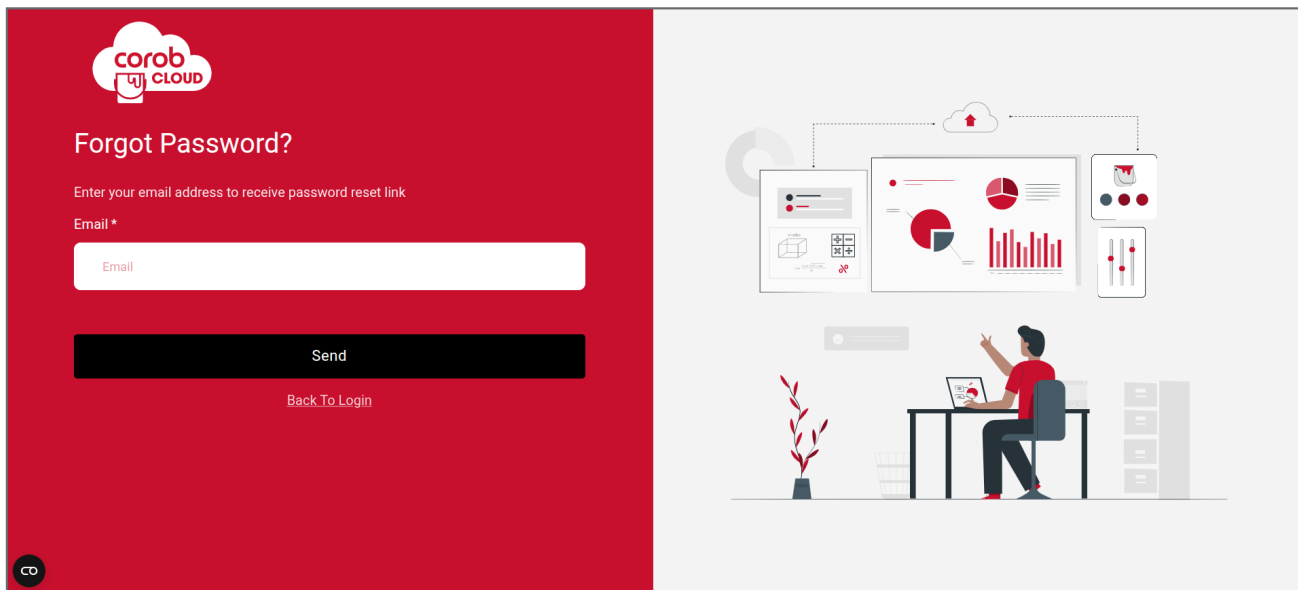 corob
CLOUD
Forgot Password?
Enter your email address to receive password reset link
Email *
Email
Send
Back To Login